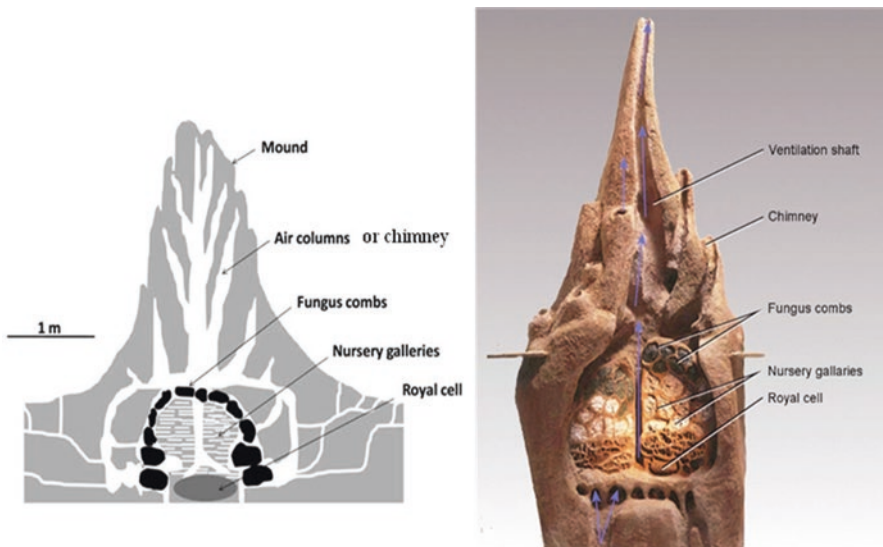 Mound
Air columns or chimney
Fungus combs
1 m
Nursery galleries
Royal cell
Ventilation shaft
Chimney
Fungus combs
Nursery gallaries
Royal cell